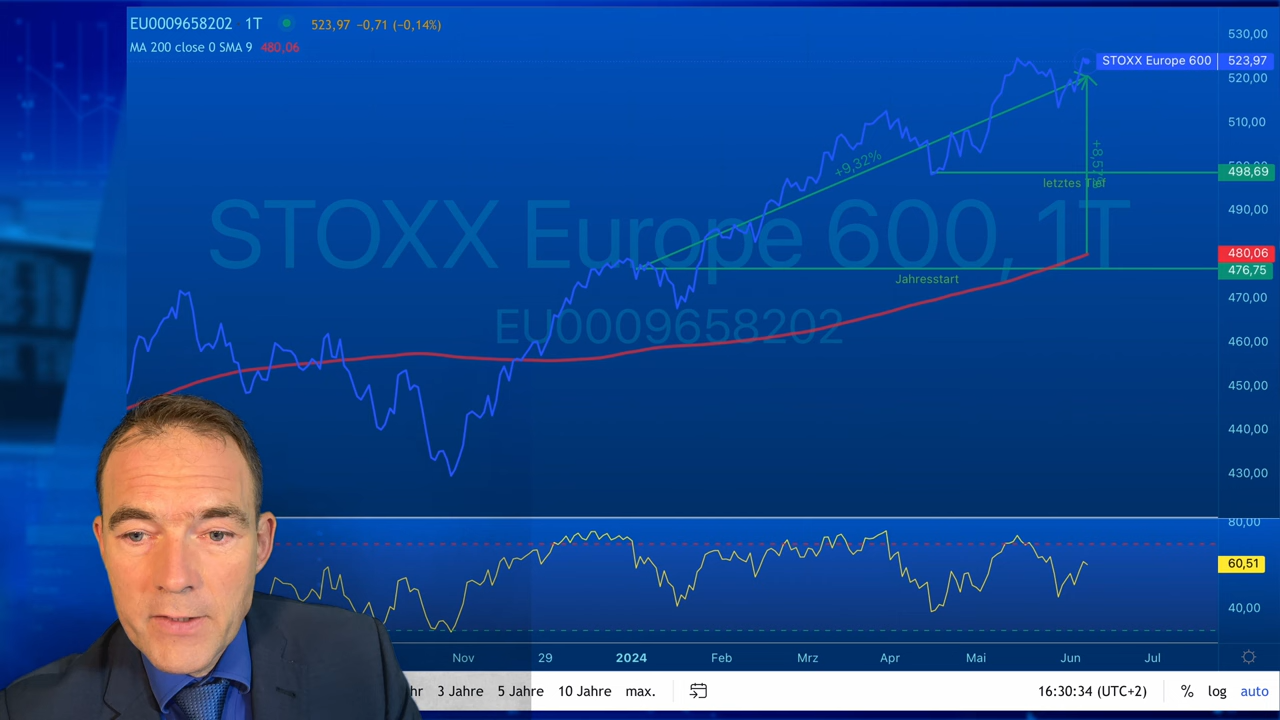 EU0009658202 1T 523,97 −0,71 (−0,14%)
MA 200 close 0 SMA 9 480,06
530,00
STOXX Europe 600 523,97
520,00
510,00
+9,32%
498,69
letztes Tief
STOXX Europe 600, 1T
490,00
480,06
476,75
Jahresstart
470,00
EU0009658202
460,00
450,00
440,00
430,00
80,00
60,51
40,00
Nov 29 2024 Feb Mrz Apr Mai Jun Jul
hr 3 Jahre 5 Jahre 10 Jahre max. 16:30:34 (UTC+2) % log auto